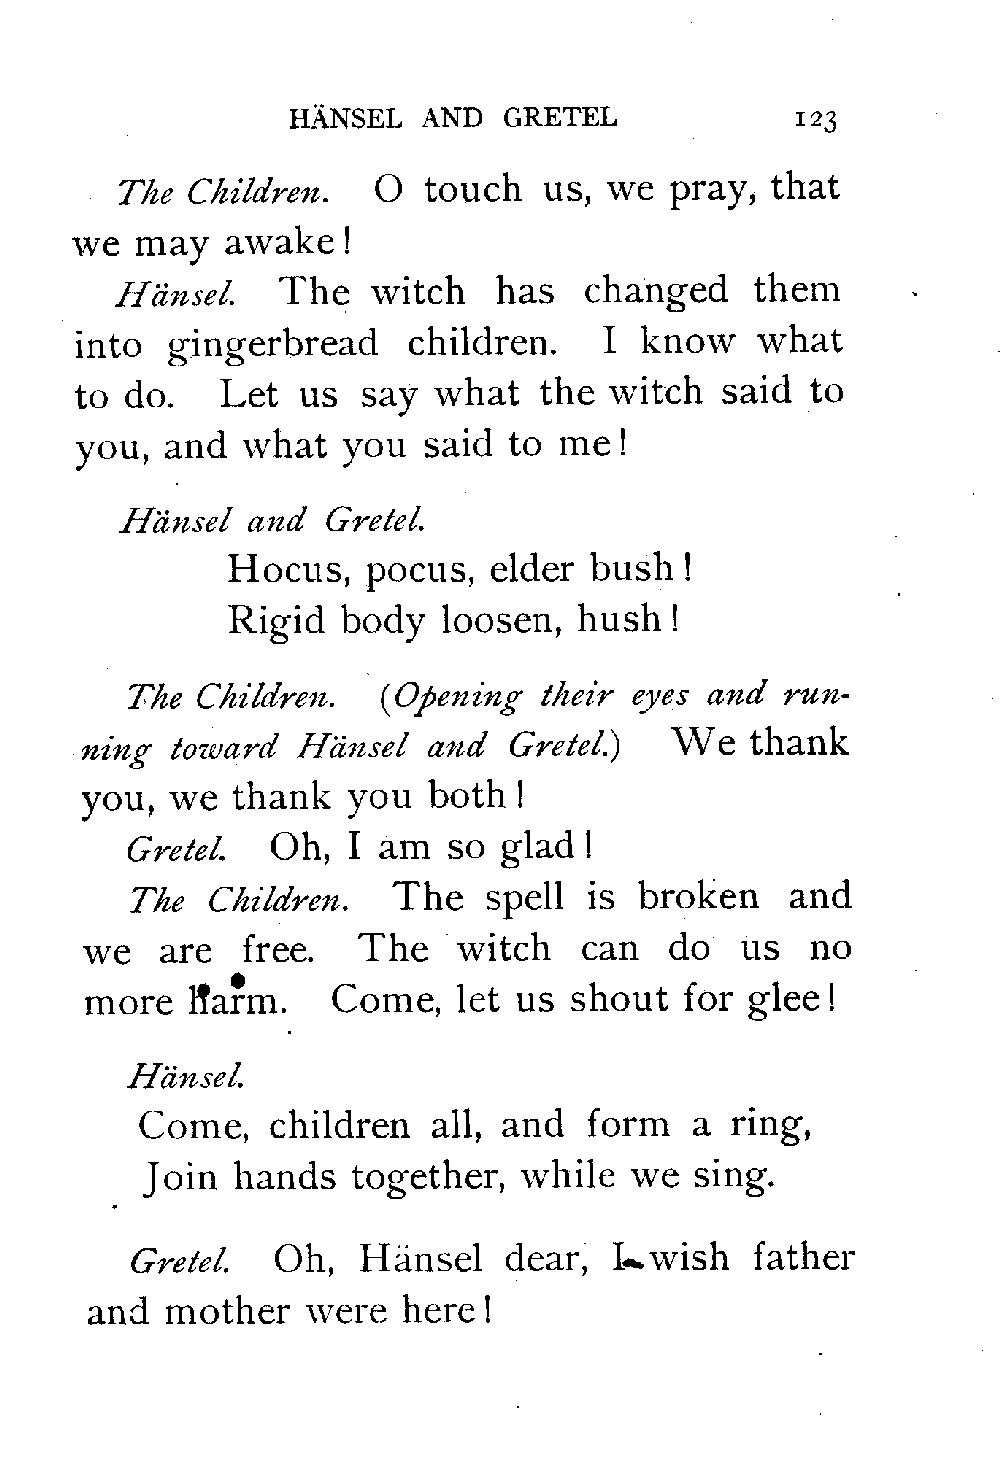 HÄNSEL AND GRETEL 123
The Children. O touch us, we pray, that
we may awake!
Hänsel. The witch has changed them
into gingerbread children. I know what
to do. Let us say what the witch said to
you, and what you said to me!
Hänsel and Gretel.
Hocus, pocus, elder bush!
Rigid body loosen, hush!
The Children. (Opening their eyes and run-
ning toward Hänsel and Gretel.) We thank
you, we thank you both!
Gretel. Oh, I am so glad!
The Children. The spell is broken and
we are free. The witch can do us no
more harm. Come, let us shout for glee!
Hänsel.
Come, children all, and form a ring,
Join hands together, while we sing.
Gretel. Oh, Hänsel dear, I wish father
and mother were here!